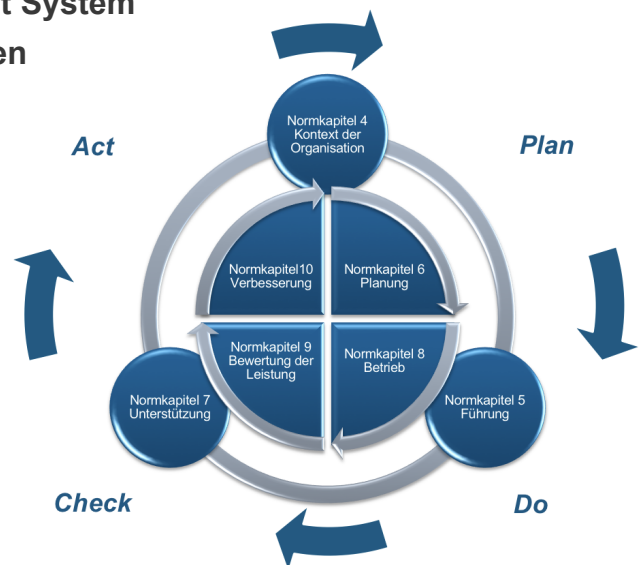 t System
en
Normkapitel 4
Kontext der
Organisation
Act
Plan
Normkapitel10
Verbesserung
Normkapitel 6
Planung
Normkapitel 9
Bewertung der
Leistung
Normkapitel 8
Betrieb
Normkapitel 7
Unterstützung
Normkapitel 5
Führung
Check
Do